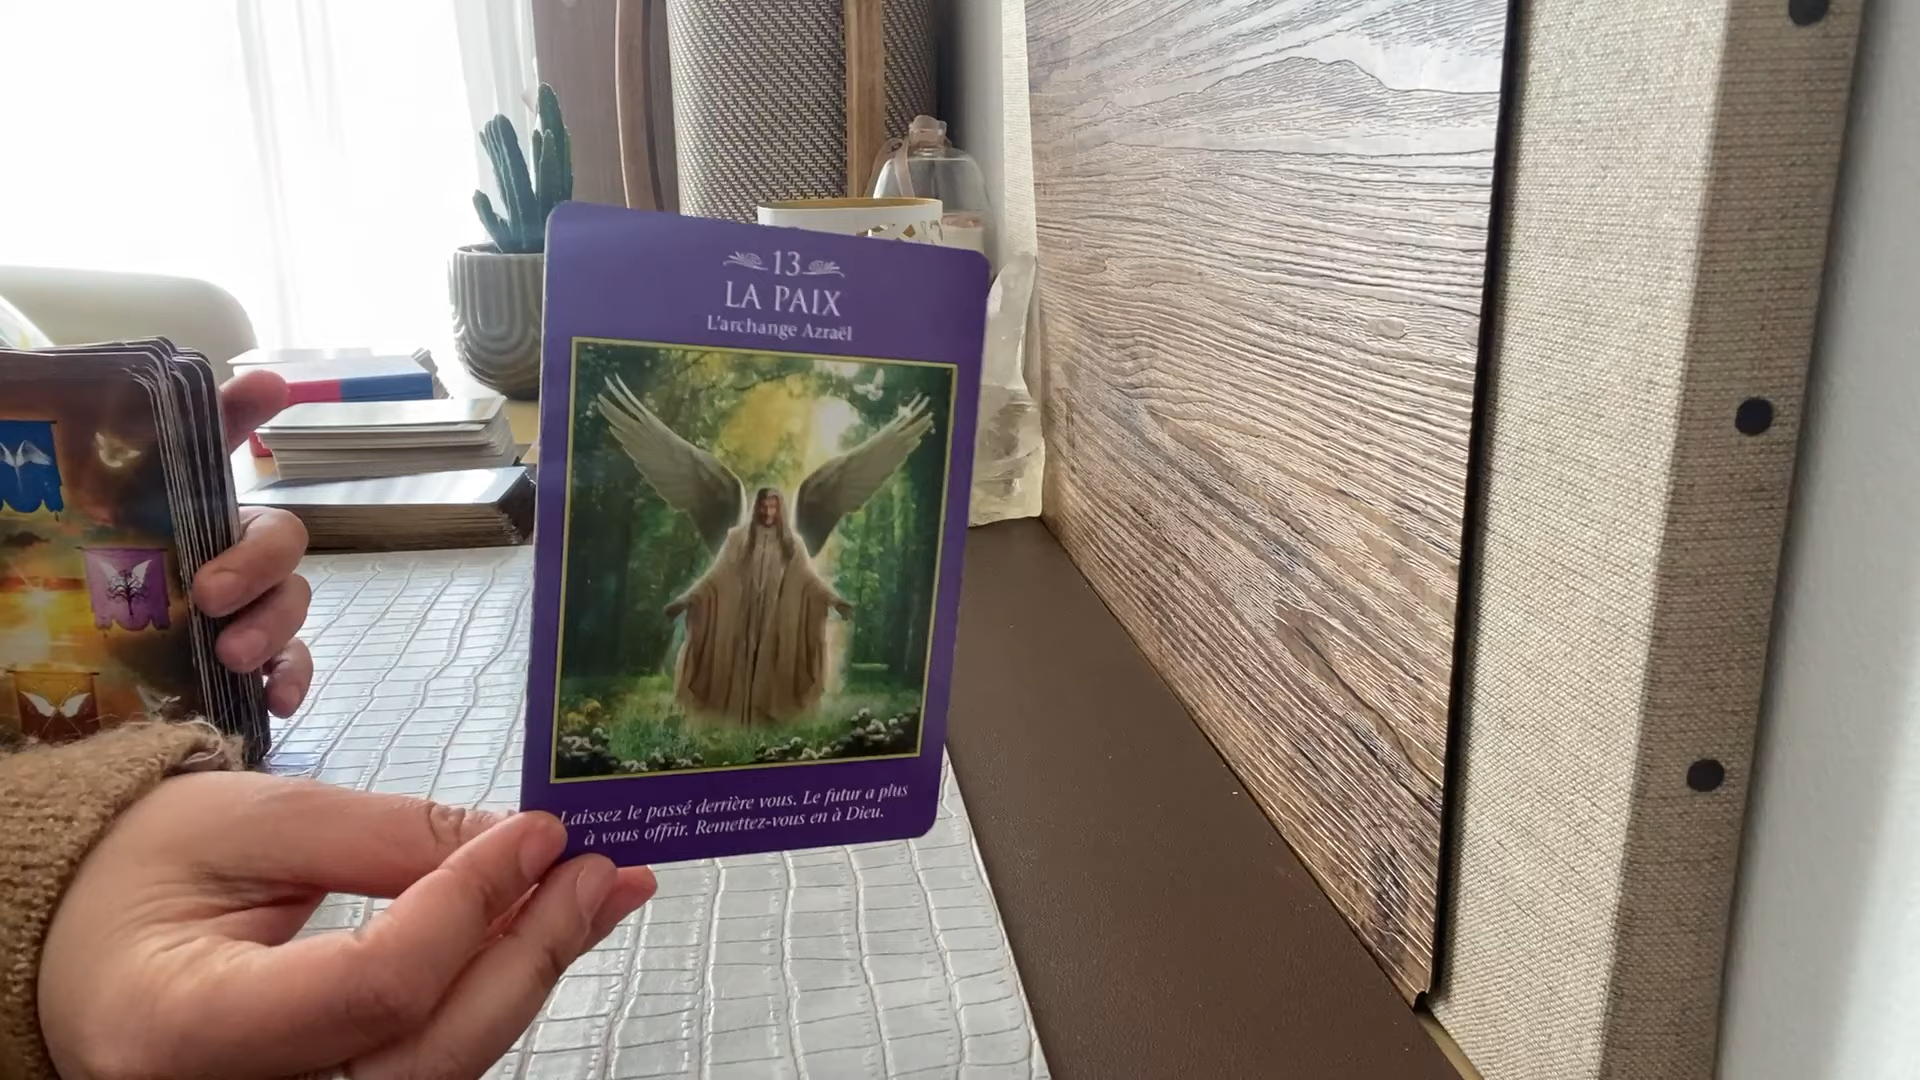 13
LA PAIX
L'archange Azraël
Laissez le passé derrière vous. Le futur a plus
à vous offrir. Remettez-vous en à Dieu.